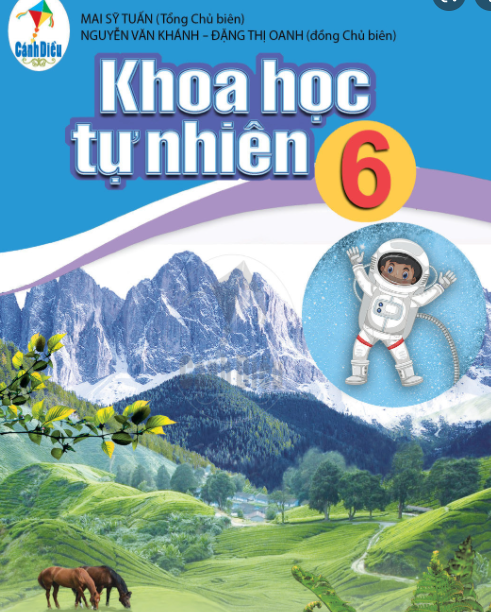 Cánh Diều
MAI SỸ TUẤN (Tổng Chủ biên)
NGUYỄN VĂN KHÁNH – ĐẶNG THỊ OANH (đồng Chủ biên)
Khoa học
tự nhiên 6